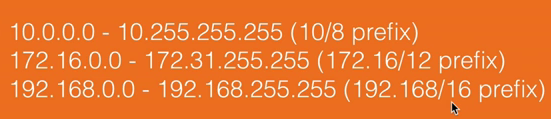 10.0.0.0 - 10.255.255.255 (10/8 prefix)
172.16.0.0 - 172.31.255.255 (172.16/12 prefix)
192.168.0.0 - 192.168.255.255 (192.168/16 prefix)